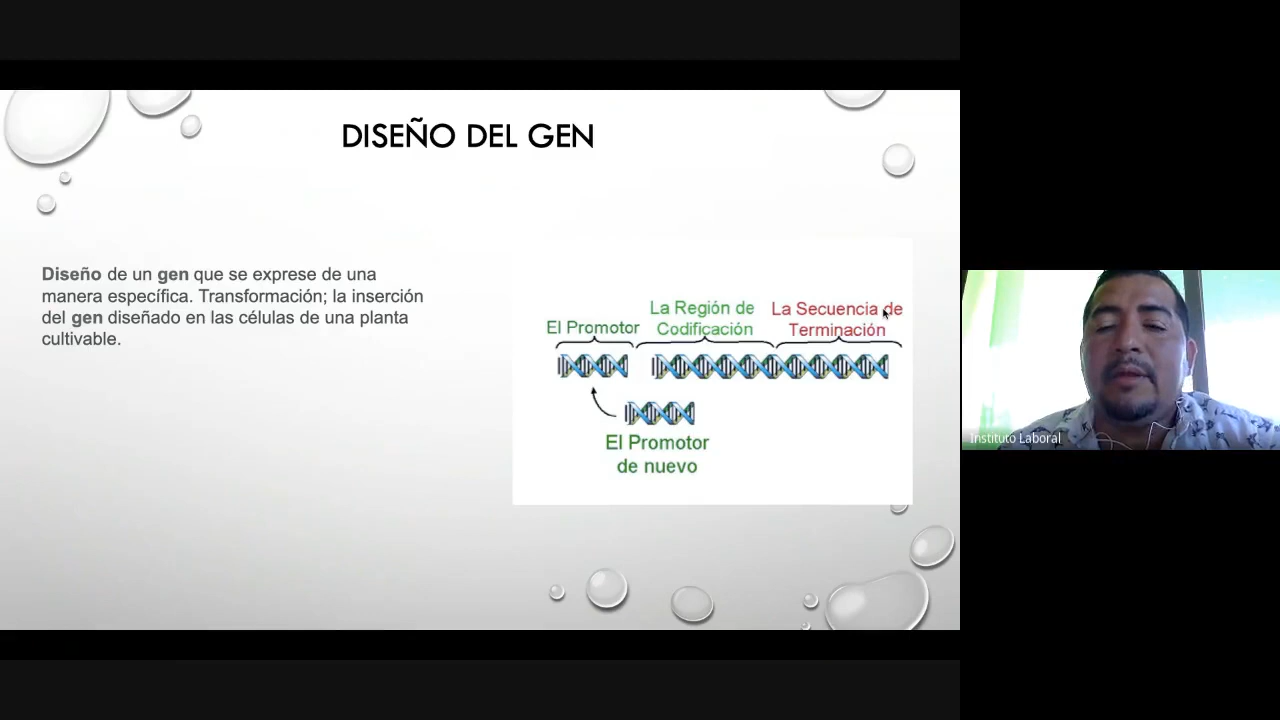 DISEÑO DEL GEN
Diseño de un gen que se exprese de una
manera específica. Transformación; la inserción
del gen diseñado en las células de una planta
cultivable.
El Promotor
La Región de
Codificación
La Secuencia de
Terminación
El Promotor
de nuevo
Instituto Laboral